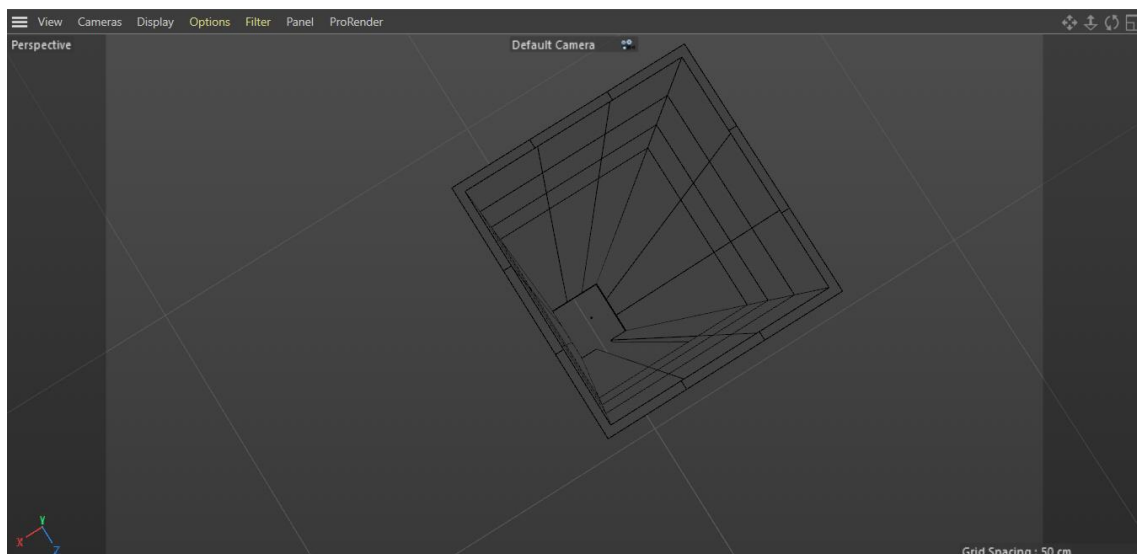 View Cameras Display Options Filter Panel ProRender
Perspective
Default Camera
Y
X
Z
Grid Spacing : 50 cm